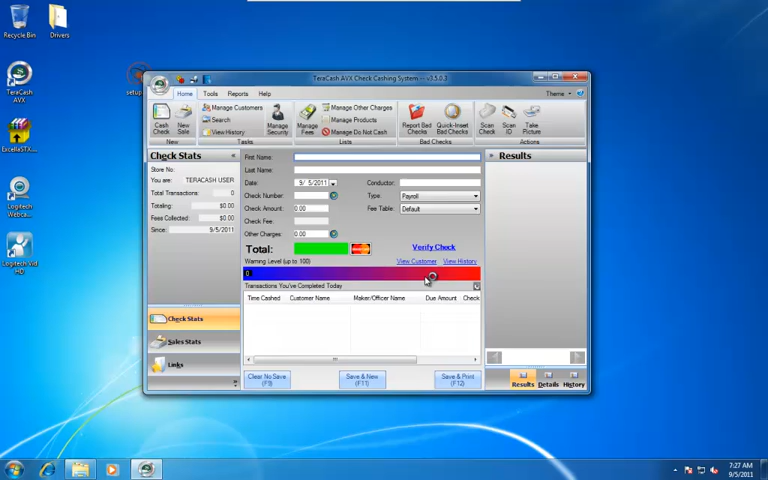 Recycle Bin
Drivers
TeraCash AVX
setup
ExcellaSTX...
Logitech Webca...
Logitech Vid HD
TeraCash AVX Check Cashing System -- v3.5.0.3
Home Tools Reports Help Theme
Cash Check
New Sale
New
Manage Customers
Search
View History
Manage Security
Tasks
Manage Fees
Manage Other Charges
Manage Products
Manage Do Not Cash
Lists
Report Bad Checks
Quick-Insert Bad Checks
Bad Checks
Scan Check
Scan ID
Take Picture
Actions
Check Stats «
Store No:
You are: TERACASH USER
Total Transactions: 0
Totaling: $0.00
Fees Collected: $0.00
Since: 9/5/2011
Check Stats
Sales Stats
Links
First Name:
Last Name:
Date: 9/ 5/2011 Conductor:
Check Number: Type: Payroll
Check Amount: 0.00 Fee Table: Default
Check Fee:
Other Charges: 0.00
Total: Verify Check
Warning Level (up to 100) View Customer View History
0
Transactions You've Completed Today
Time Cashed Customer Name Maker/Officer Name Due Amount Check
Clear No Save (F9)
Save & New (F11)
Save & Print (F12)
» Results
Results Details History
7:27 AM
9/5/2011